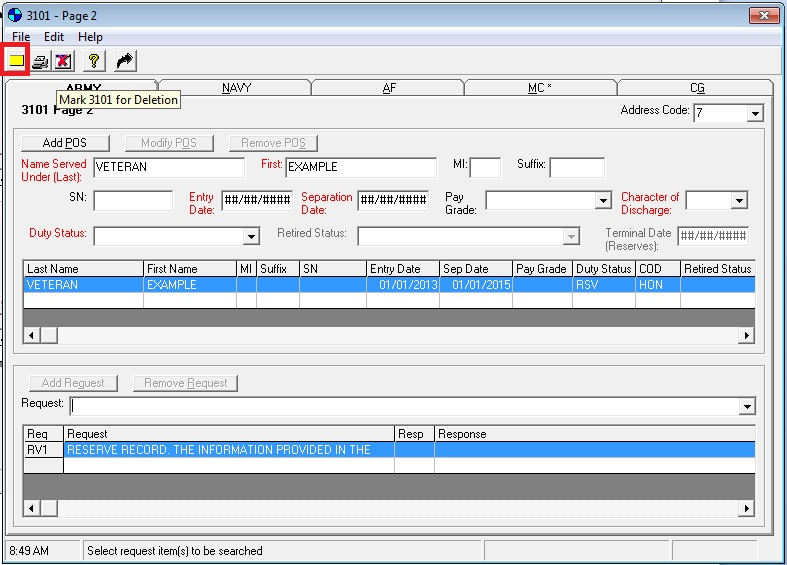 3101 - Page 2
File Edit Help
?
Mark 3101 for Deletion
ARMY NAVY AF MC * CG
3101 Page 2 Address Code: 7
Add POS Modify POS Remove POS
Name Served Under (Last): VETERAN First: EXAMPLE MI: Suffix:
SN: Entry Date: ##/##/#### Separation Date: ##/##/#### Pay Grade: Character of Discharge:
Duty Status: Retired Status: Terminal Date (Reserves): ##/##/####
Last Name First Name MI Suffix SN Entry Date Sep Date Pay Grade Duty Status COD Retired Status
VETERAN EXAMPLE 01/01/2013 01/01/2015 RSV HON
Add Request Remove Request
Request:
Req Request Resp Response
RV1 RESERVE RECORD. THE INFORMATION PROVIDED IN THE
8:49 AM Select request item(s) to be searched